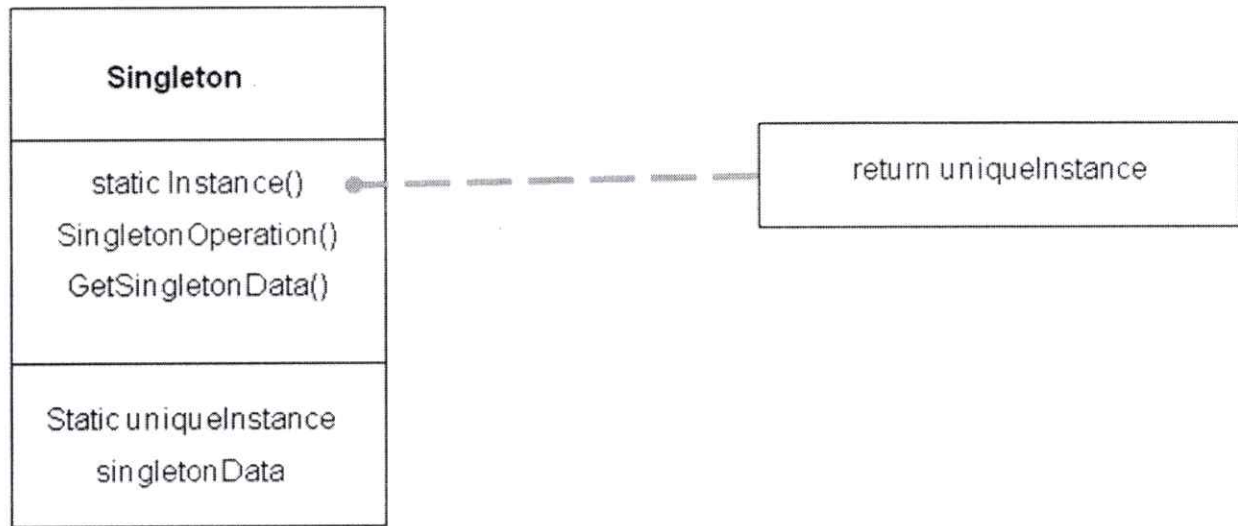 Singleton
static Instance()
return uniqueInstance
SingletonOperation()
GetSingletonData()
Static uniqueInstance
singletonData